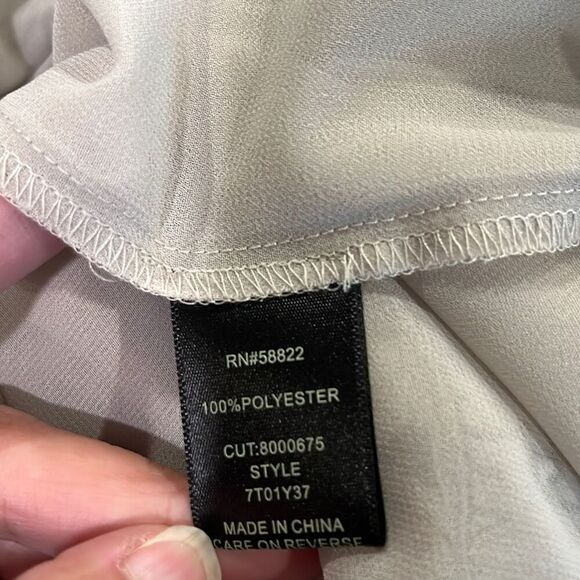 RN#58822
100%POLYESTER
CUT:8000675
STYLE
7T01Y37
MADE IN CHINA
CARE ON REVERSE